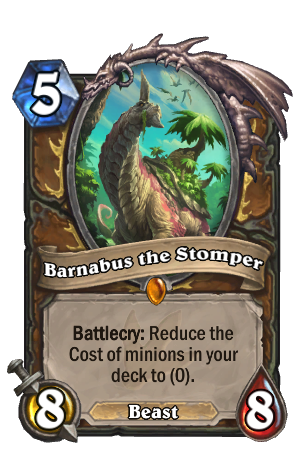 5
Barnabus the Stomper
Battlecry: Reduce the
Cost of minions in your
deck to (0).
8
Beast
8